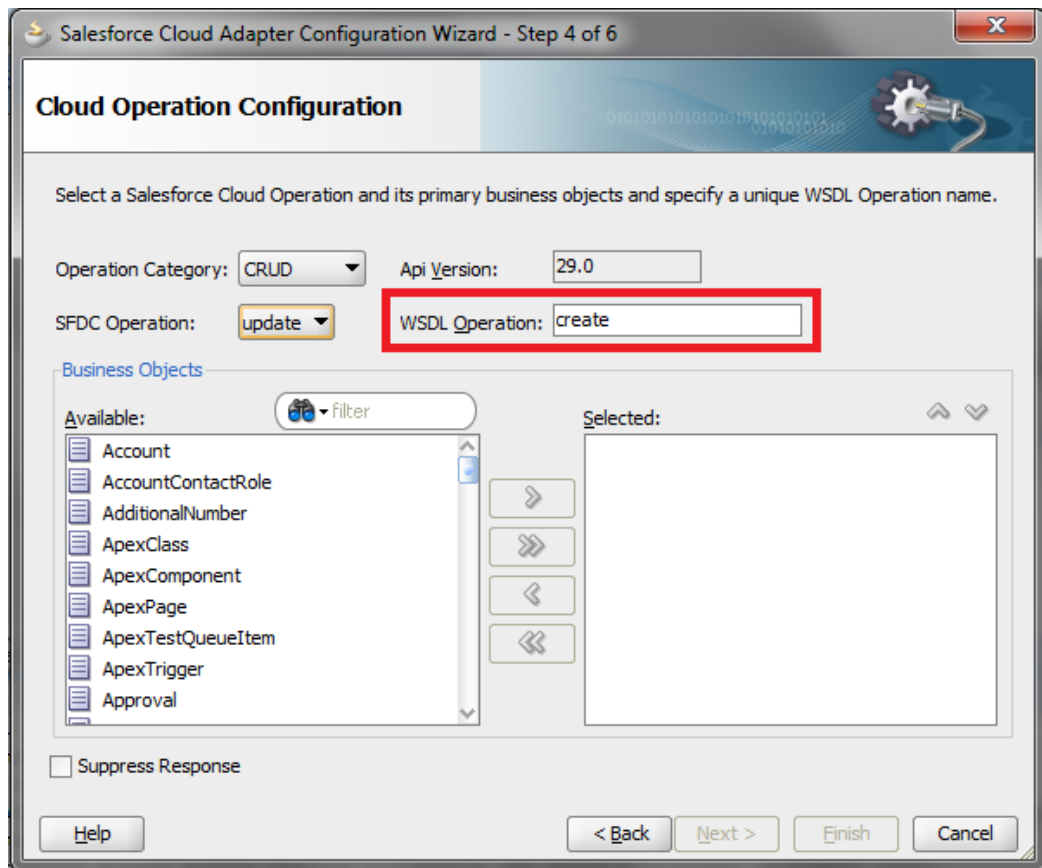 Salesforce Cloud Adapter Configuration Wizard - Step 4 of 6
Cloud Operation Configuration
010101010101010101010101
01010101010
Select a Salesforce Cloud Operation and its primary business objects and specify a unique WSDL Operation name.
Operation Category: CRUD Api Version: 29.0
SFDC Operation: update WSDL Operation: create
Business Objects
Available: filter Selected:
Account
AccountContactRole
AdditionalNumber
ApexClass
ApexComponent
ApexPage
ApexTestQueueItem
ApexTrigger
Approval
Suppress Response
Help < Back Next > Finish Cancel